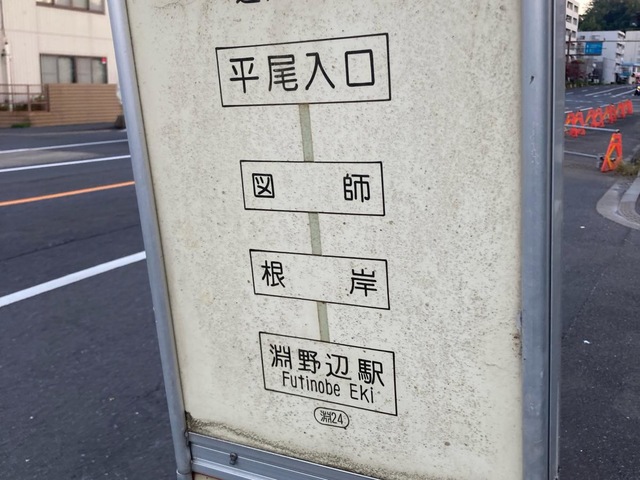 平尾入口
図師
根岸
淵野辺駅
Futinobe Eki
淵24